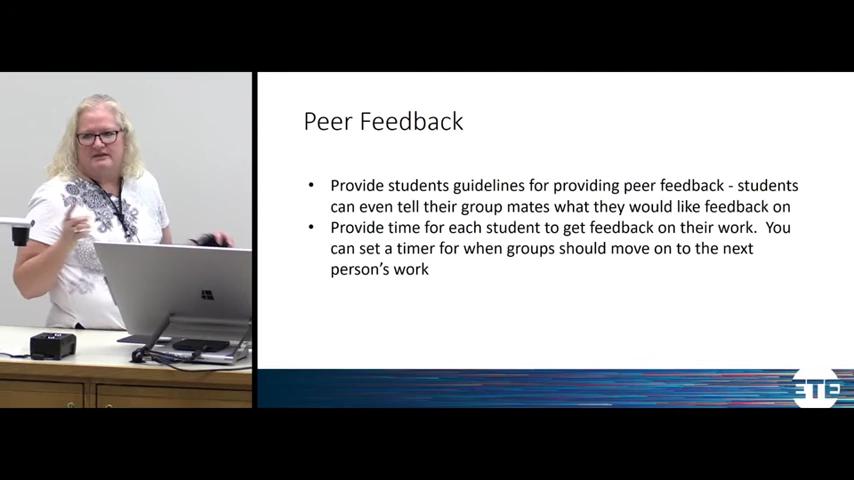 Peer Feedback
• Provide students guidelines for providing peer feedback - students
can even tell their group mates what they would like feedback on
• Provide time for each student to get feedback on their work.  You
can set a timer for when groups should move on to the next
person's work
ETE